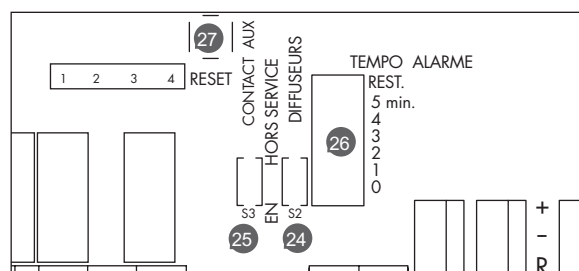 27
1 2 3 4 RESET
CONTACT AUX
EN HORS SERVICE
DIFFUSEURS
TEMPO ALARME
REST.
5 min.
4
3
2
1
0
26
S3
S2
25
24
+
–
R